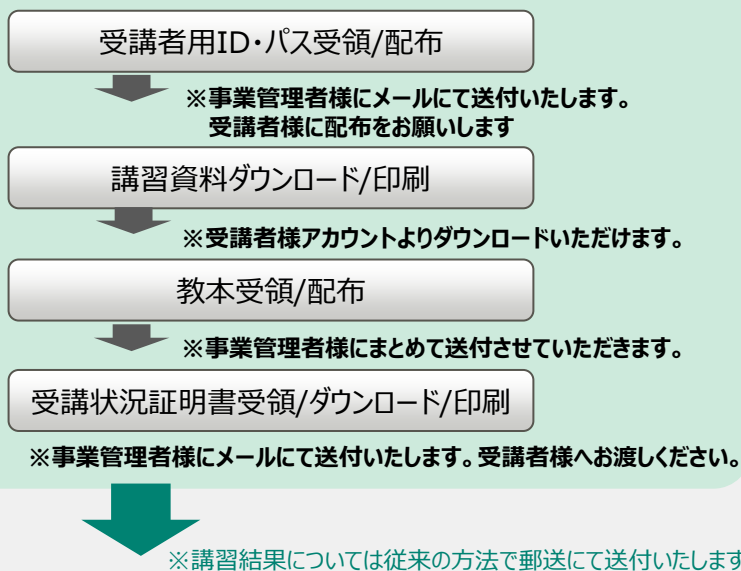 受講者用ID・パス受領/配布
※事業管理者様にメールにて送付いたします。
受講者様に配布をお願いします
講習資料ダウンロード/印刷
※受講者様アカウントよりダウンロードいただけます。
教本受領/配布
※事業管理者様にまとめて送付させていただきます。
受講状況証明書受領/ダウンロード/印刷
※事業管理者様にメールにて送付いたします。受講者様へお渡しください。
※講習結果については従来の方法で郵送にて送付いたします